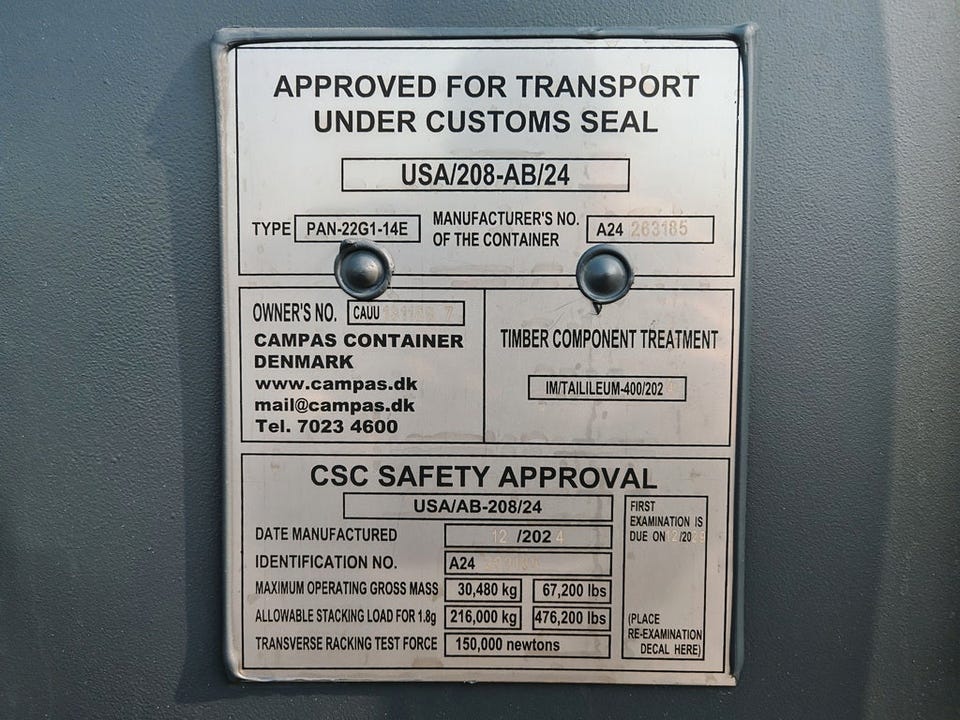 APPROVED FOR TRANSPORT
UNDER CUSTOMS SEAL
USA/208-AB/24
TYPE PAN-22G1-14E
MANUFACTURER'S NO.
OF THE CONTAINER
A24 263185
OWNER'S NO. CAUU
CAMPAS CONTAINER
DENMARK
www.campas.dk
mail@campas.dk
Tel. 7023 4600
TIMBER COMPONENT TREATMENT
IM/TAILILEUM-400/202
CSC SAFETY APPROVAL
USA/AB-208/24
DATE MANUFACTURED 12 /2024
IDENTIFICATION NO. A24
MAXIMUM OPERATING GROSS MASS 30,480 kg 67,200 lbs
ALLOWABLE STACKING LOAD FOR 1.8g 216,000 kg 476,200 lbs
TRANSVERSE RACKING TEST FORCE 150,000 newtons
FIRST
EXAMINATION IS
DUE ON
(PLACE
RE-EXAMINATION
DECAL HERE)